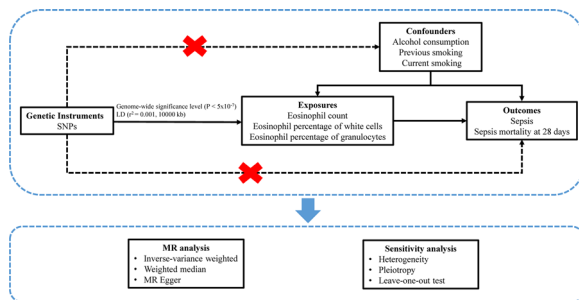 Confounders
Alcohol consumption
Previous smoking
Current smoking
Genome-wide significance level (P < 5x10⁻⁷)
LD (r² = 0.001, 10000 kb)
Genetic Instruments
SNPs
Exposures
Eosinophil count
Eosinophil percentage of white cells
Eosinophil percentage of granulocytes
Outcomes
Sepsis
Sepsis mortality at 28 days
MR analysis
• Inverse-variance weighted
• Weighted median
• MR Egger
Sensitivity analysis
• Heterogeneity
• Pleiotropy
• Leave-one-out test